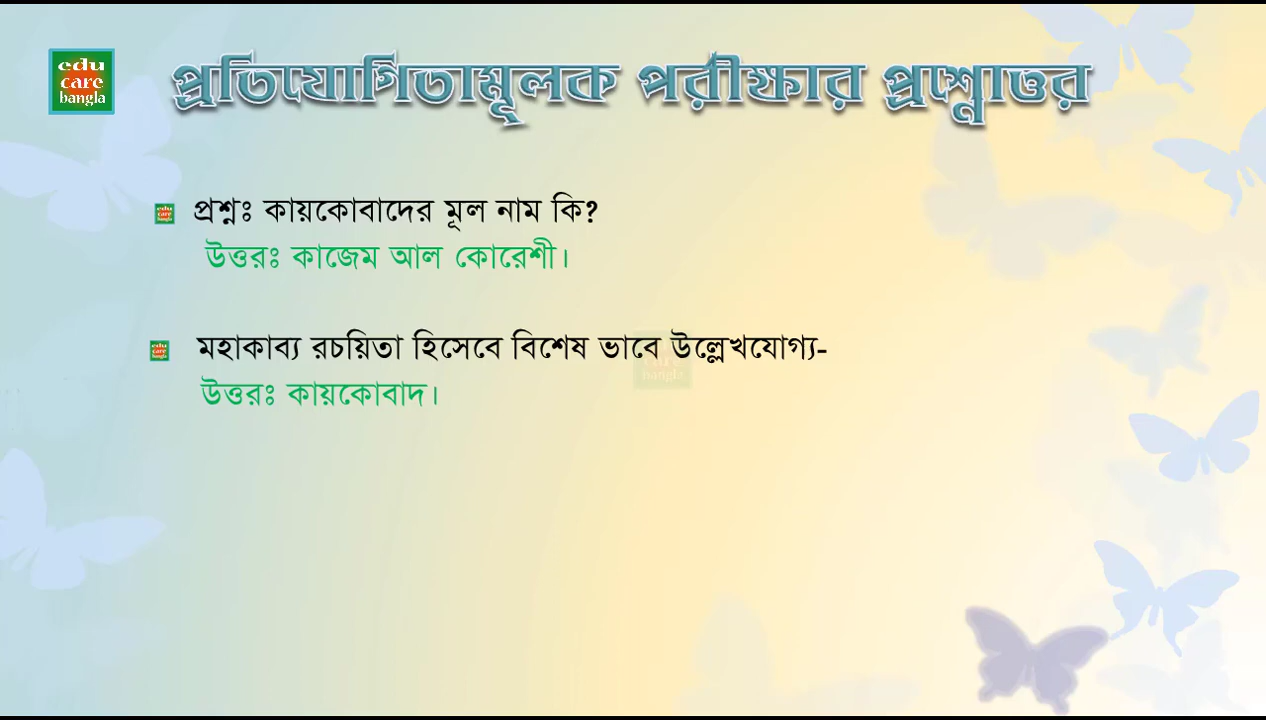 edu
care
bangla
প্রতিযোগিতামূলক পরীক্ষার প্রশ্নোত্তর
প্রশ্নঃ কায়কোবাদের মূল নাম কি?
উত্তরঃ কাজেম আল কোরেশী।
মহাকাব্য রচয়িতা হিসেবে বিশেষ ভাবে উল্লেখযোগ্য-
উত্তরঃ কায়কোবাদ।